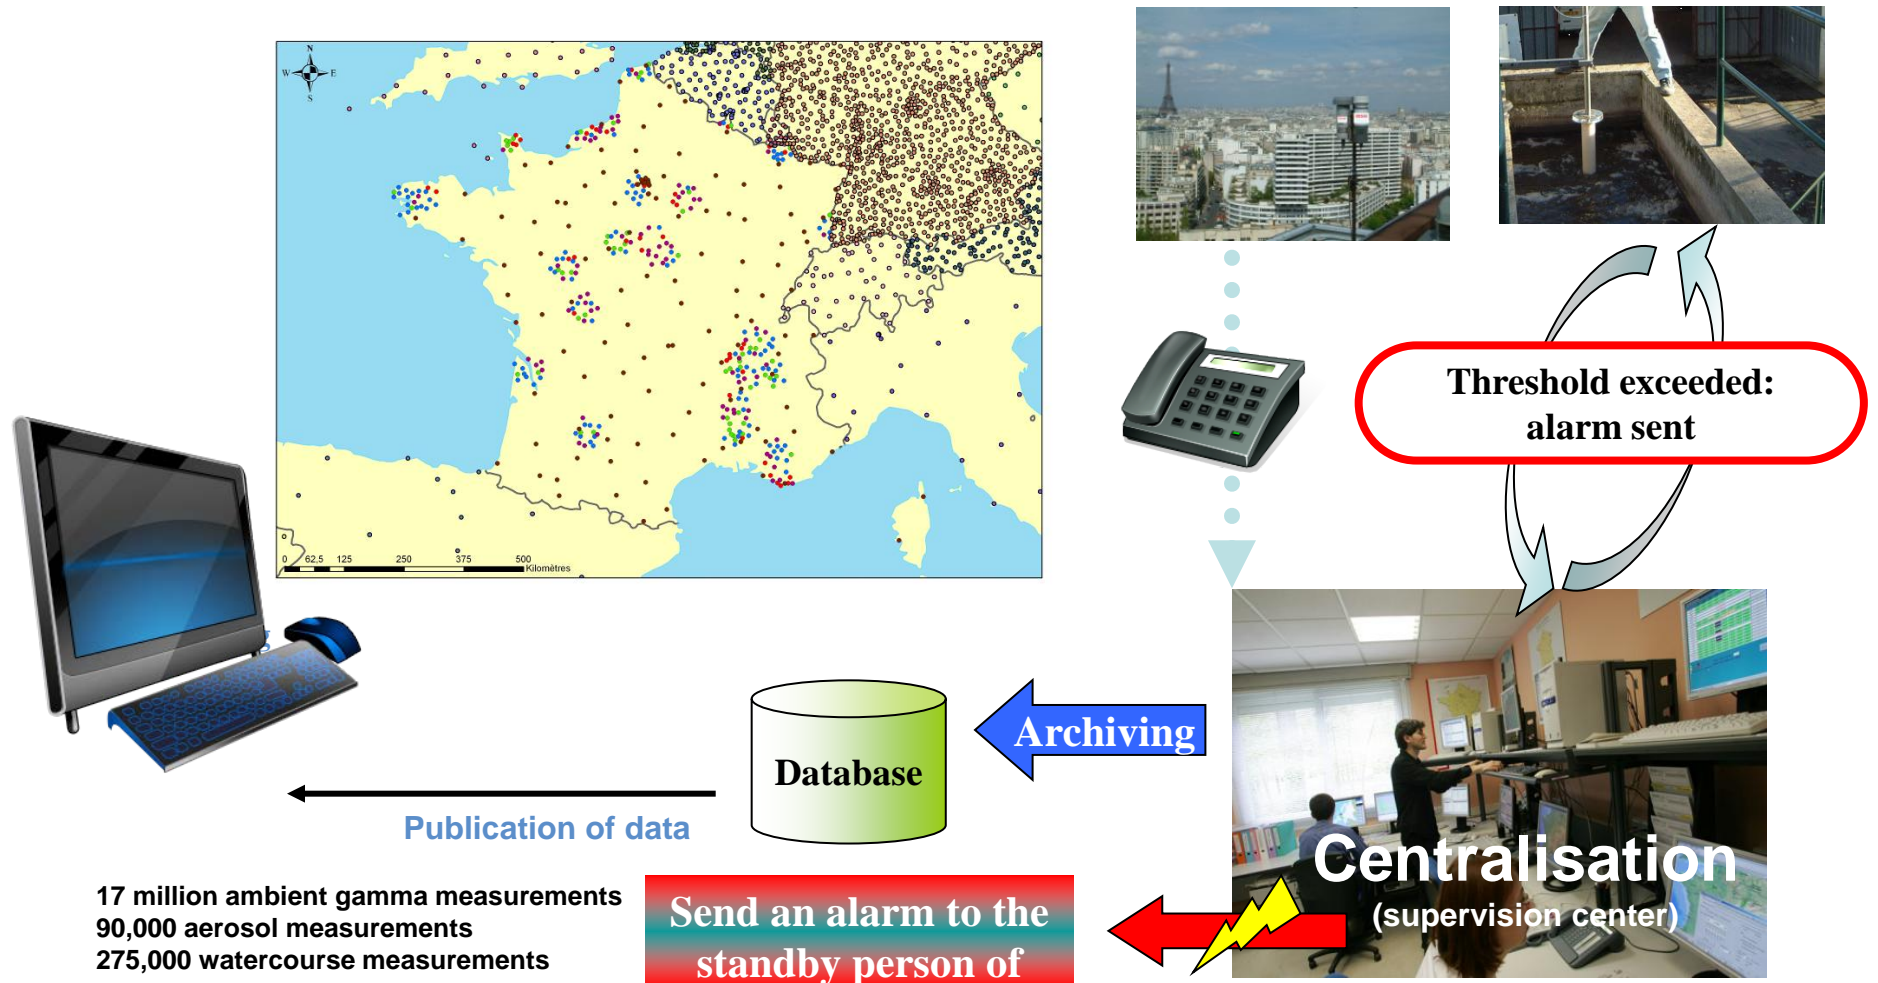 N
W E
S
0 62,5 125 250 375 500
Kilomètres
Threshold exceeded:
alarm sent
Archiving
Database
Publication of data
Centralisation
(supervision center)
17 million ambient gamma measurements
90,000 aerosol measurements
275,000 watercourse measurements
Send an alarm to the
standby person of